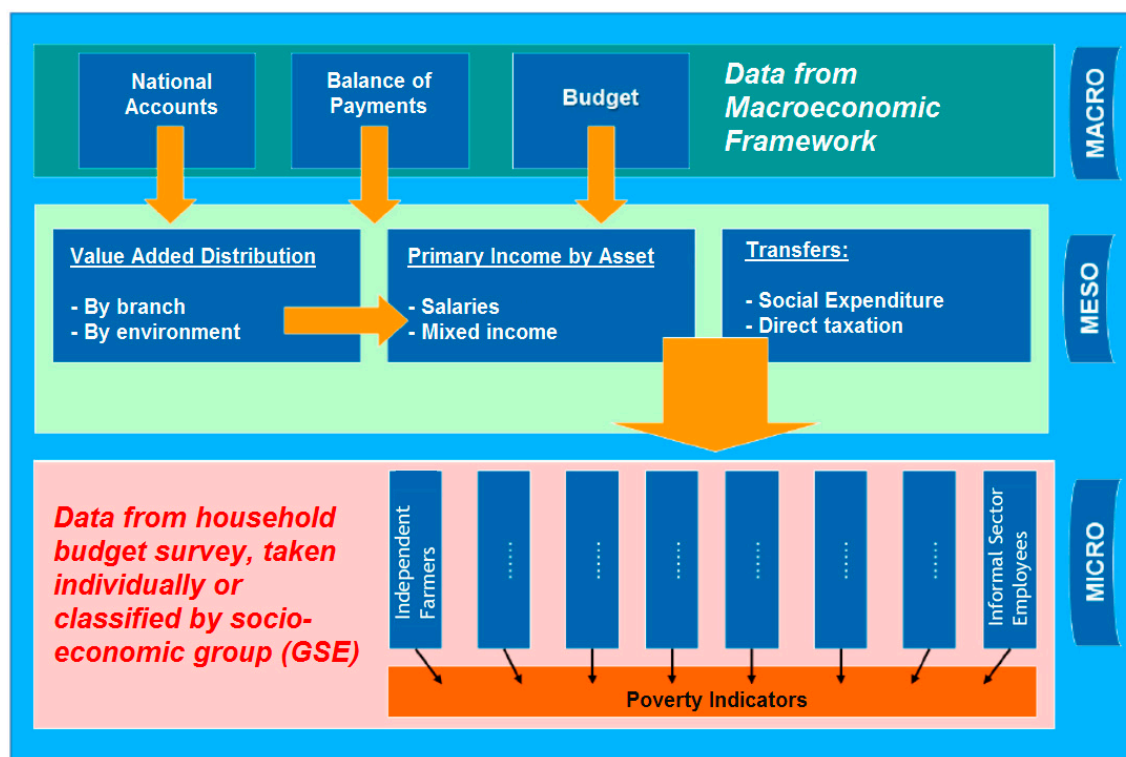 National
Accounts
Balance of
Payments
Budget
Data from
Macroeconomic
Framework
MACRO
Value Added Distribution
- By branch
- By environment
Primary Income by Asset
- Salaries
- Mixed income
Transfers:
- Social Expenditure
- Direct taxation
MESO
Data from household
budget survey, taken
individually or
classified by socio-
economic group (GSE)
Independent
Farmers
......
......
......
......
......
......
Informal Sector
Employees
MICRO
Poverty Indicators